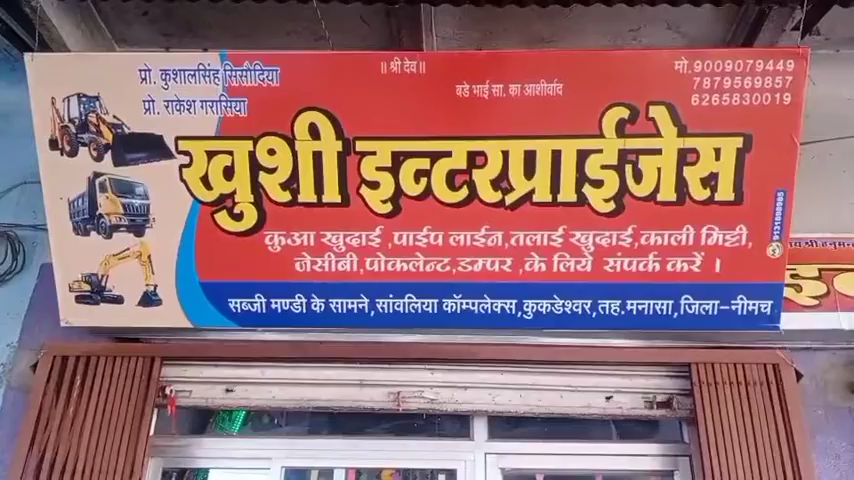 ॥ श्री देव ॥
प्रो. कुशालसिंह सिसौदिया
प्रो. राकेश गरासिया
बडे भाई सा. का आशीर्वाद
मो.9009079449
7879569857
6265830019
खुशी इन्टरप्राईजेस
कुआ खुदाई ,पाईप लाईन,तलाई खुदाई,काली मिट्टी,
जेसीबी,पोकलेन्ट,डम्पर, के लिये संपर्क करें ।
सब्जी मण्डी के सामने ,सांवलिया कॉम्पलेक्स,कुकडेश्वर,तह.मनासा, जिला-नीमच